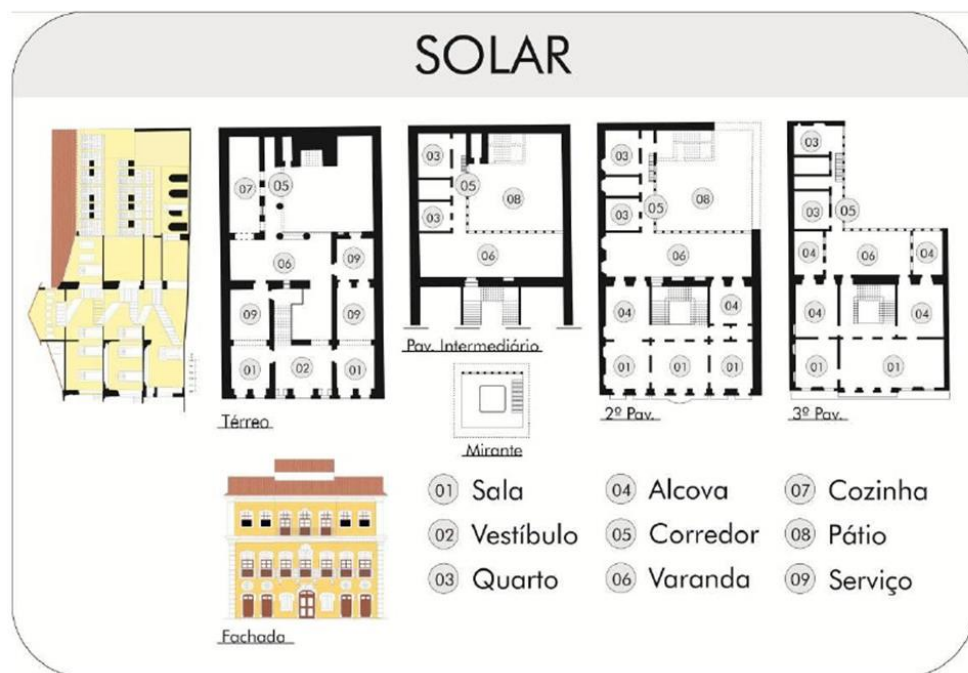 SOLAR
03 03 05 08 06
07 05 06 09 09 09 01 02 01
Térreo
Pav. Intermediário
Mirante
03 03 05 08 06 04 04 01 01 01
2º Pav.
03 03 05 04 06 04 04 04 01 01
3º Pav.
Fachada
01 Sala
02 Vestíbulo
03 Quarto
04 Alcova
05 Corredor
06 Varanda
07 Cozinha
08 Pátio
09 Serviço